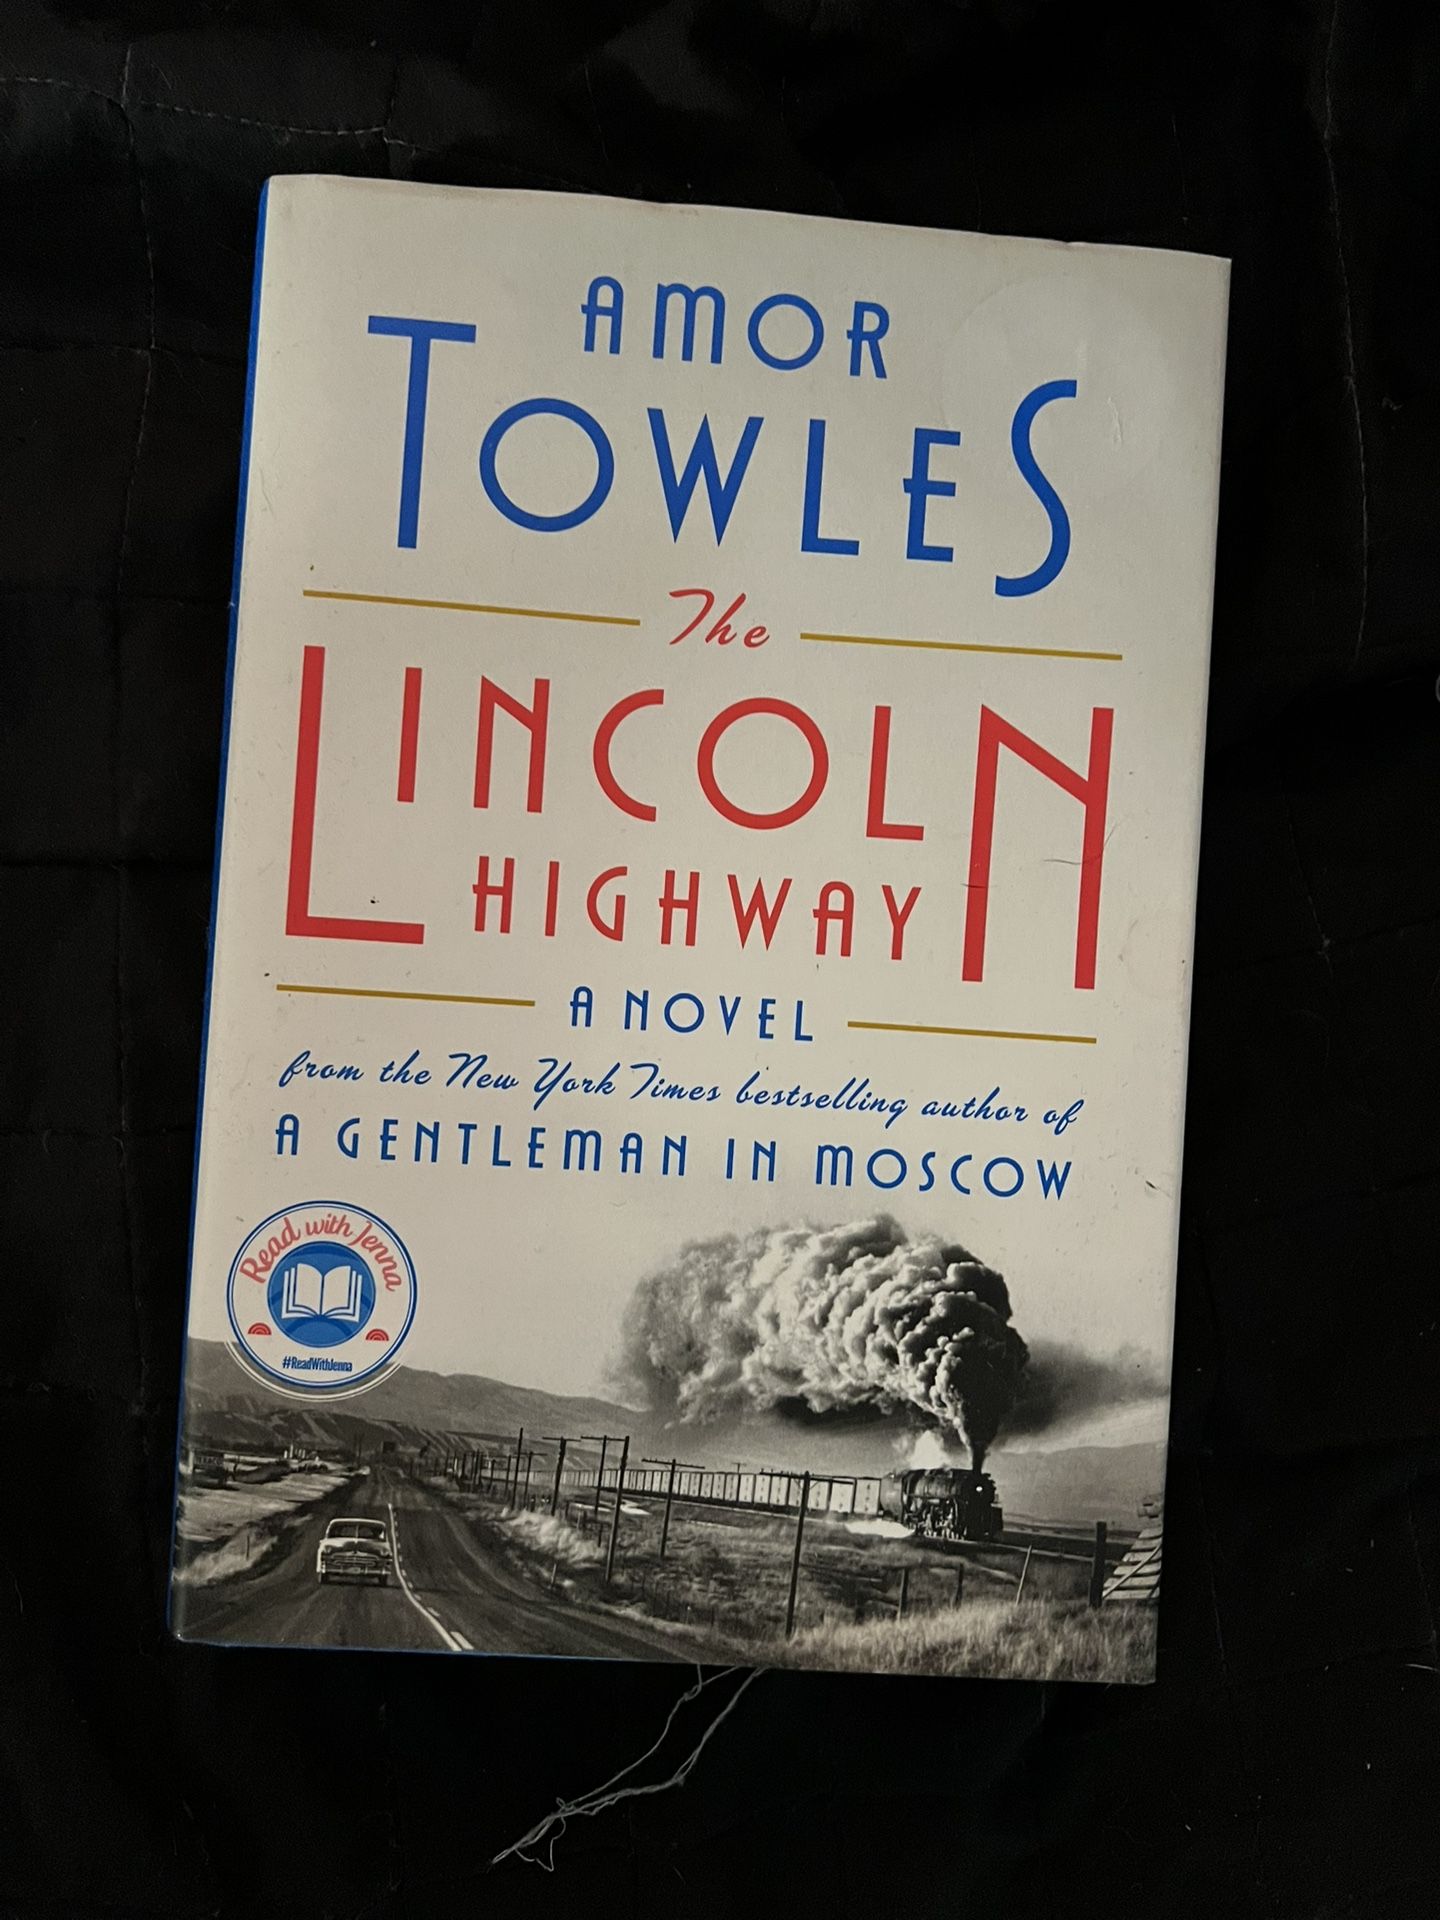 AMOR
TOWLES
The
LINCOLN
HIGHWAY
A NOVEL
from the New York Times bestselling author of
A GENTLEMAN IN MOSCOW
Read with Jenna
#ReadWithJenna